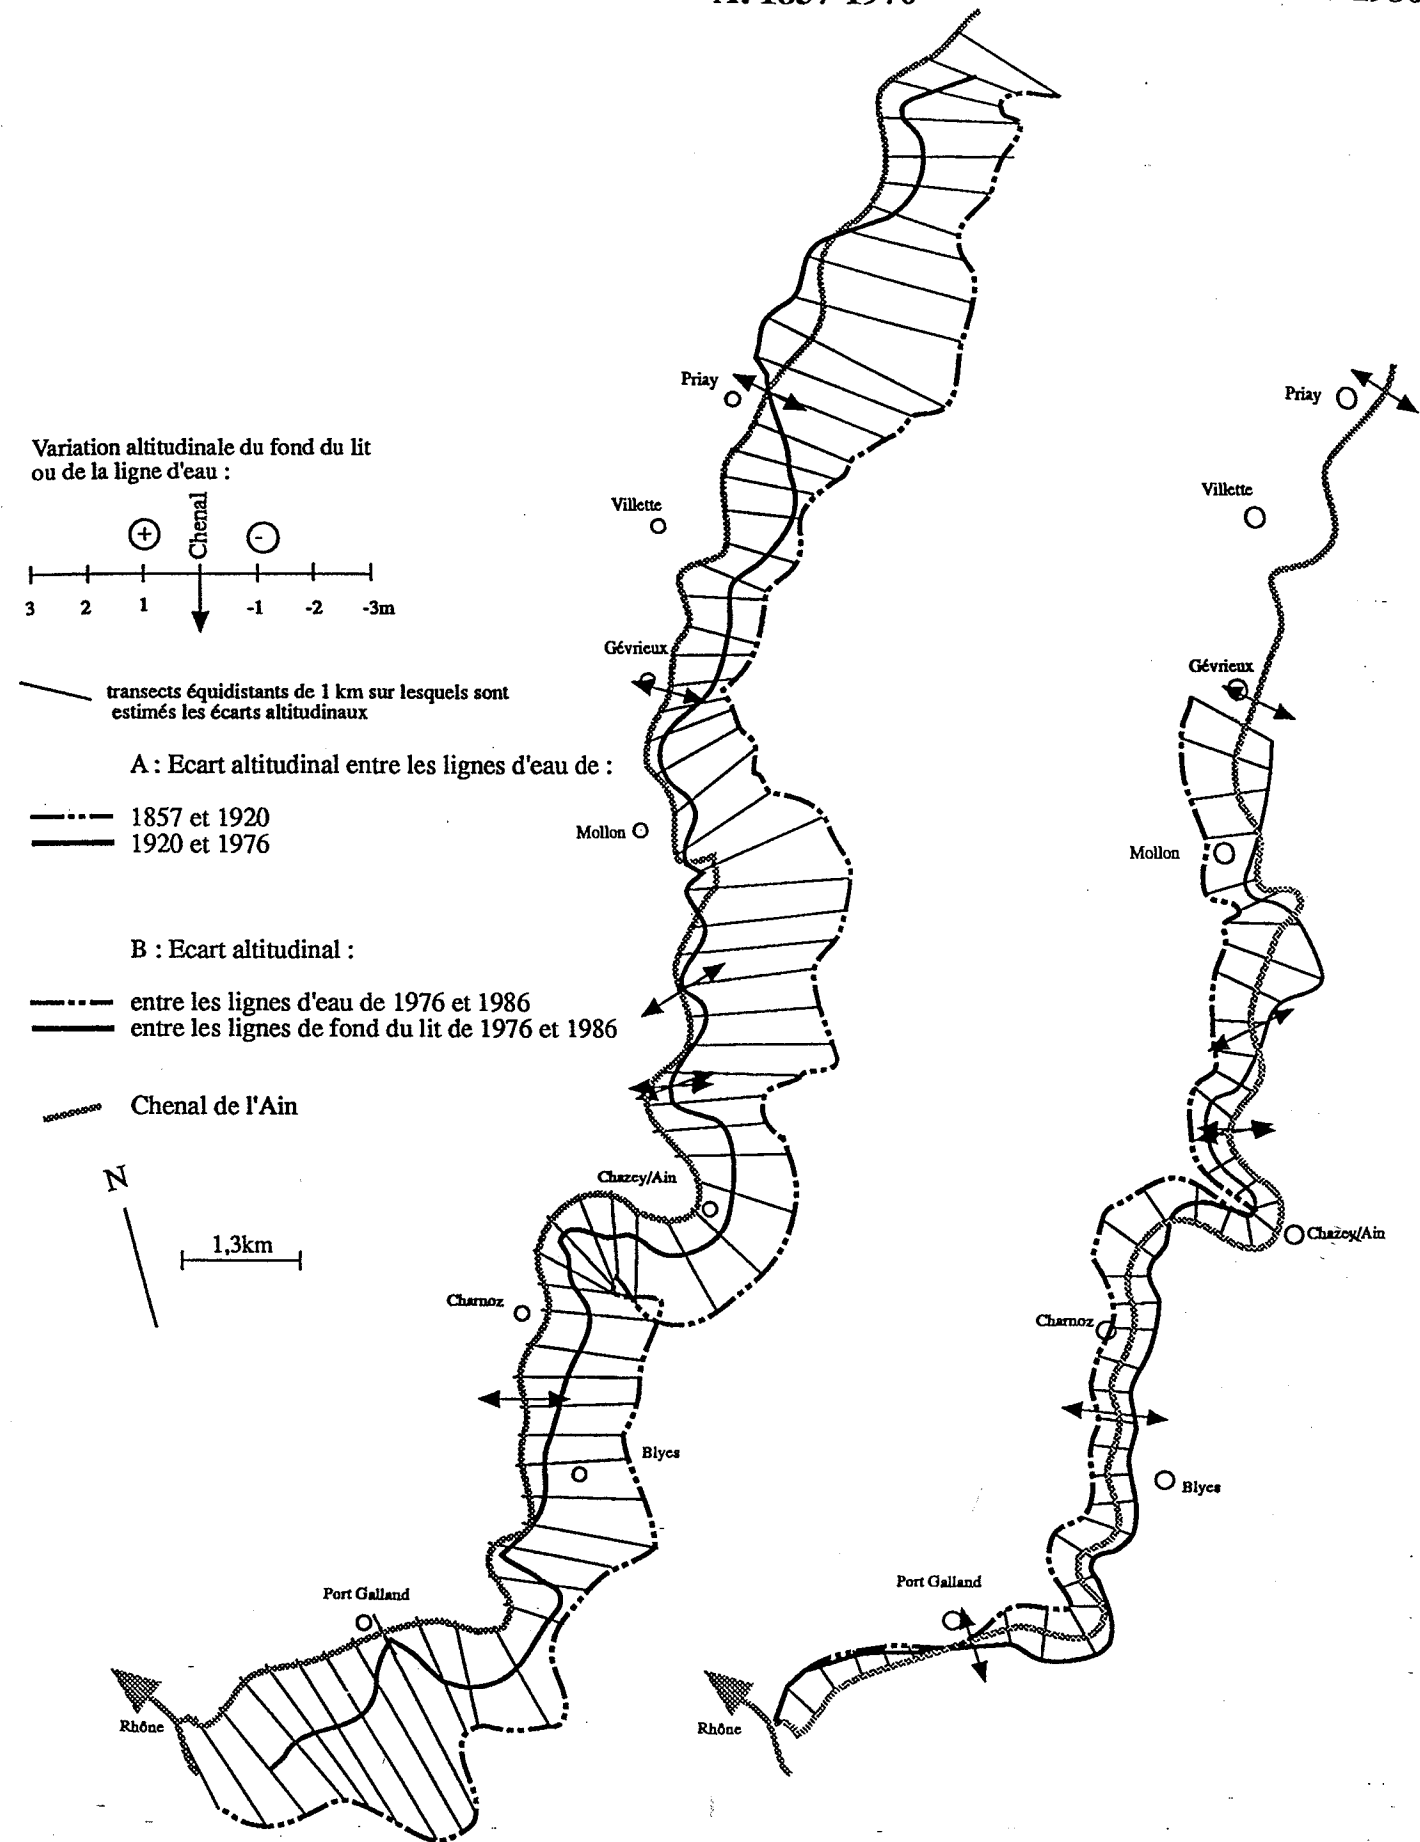 A: 1857-1976
Priay
Priay
Variation altitudinale du fond du lit
ou de la ligne d'eau :
Villette
Villette
+
Chenal
-
3 2 1 -1 -2 -3m
Gévrieux
Gévrieux
transects équidistants de 1 km sur lesquels sont
estimés les écarts altitudinaux
A : Ecart altitudinal entre les lignes d'eau de :
1857 et 1920
1920 et 1976
Mollon
Mollon
B : Ecart altitudinal :
entre les lignes d'eau de 1976 et 1986
entre les lignes de fond du lit de 1976 et 1986
Chenal de l'Ain
N
Chazey/Ain
Chazey/Ain
1,3km
Charnoz
Charnoz
Blyes
Blyes
Port Galland
Port Galland
Rhône
Rhône